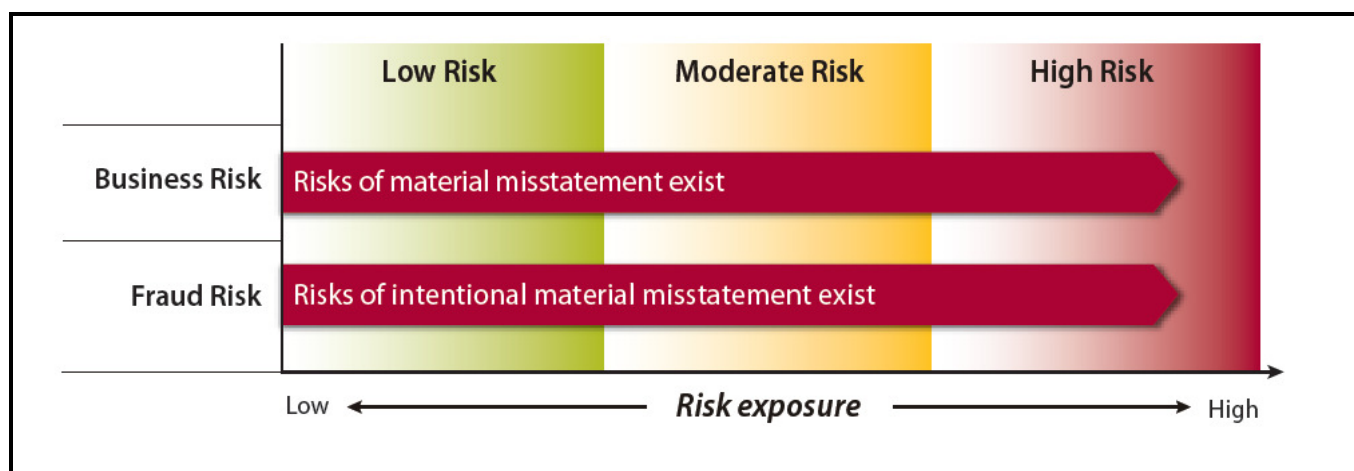 Low Risk
Moderate Risk
High Risk
Business Risk
Risks of material misstatement exist
Fraud Risk
Risks of intentional material misstatement exist
Low
Risk exposure
High